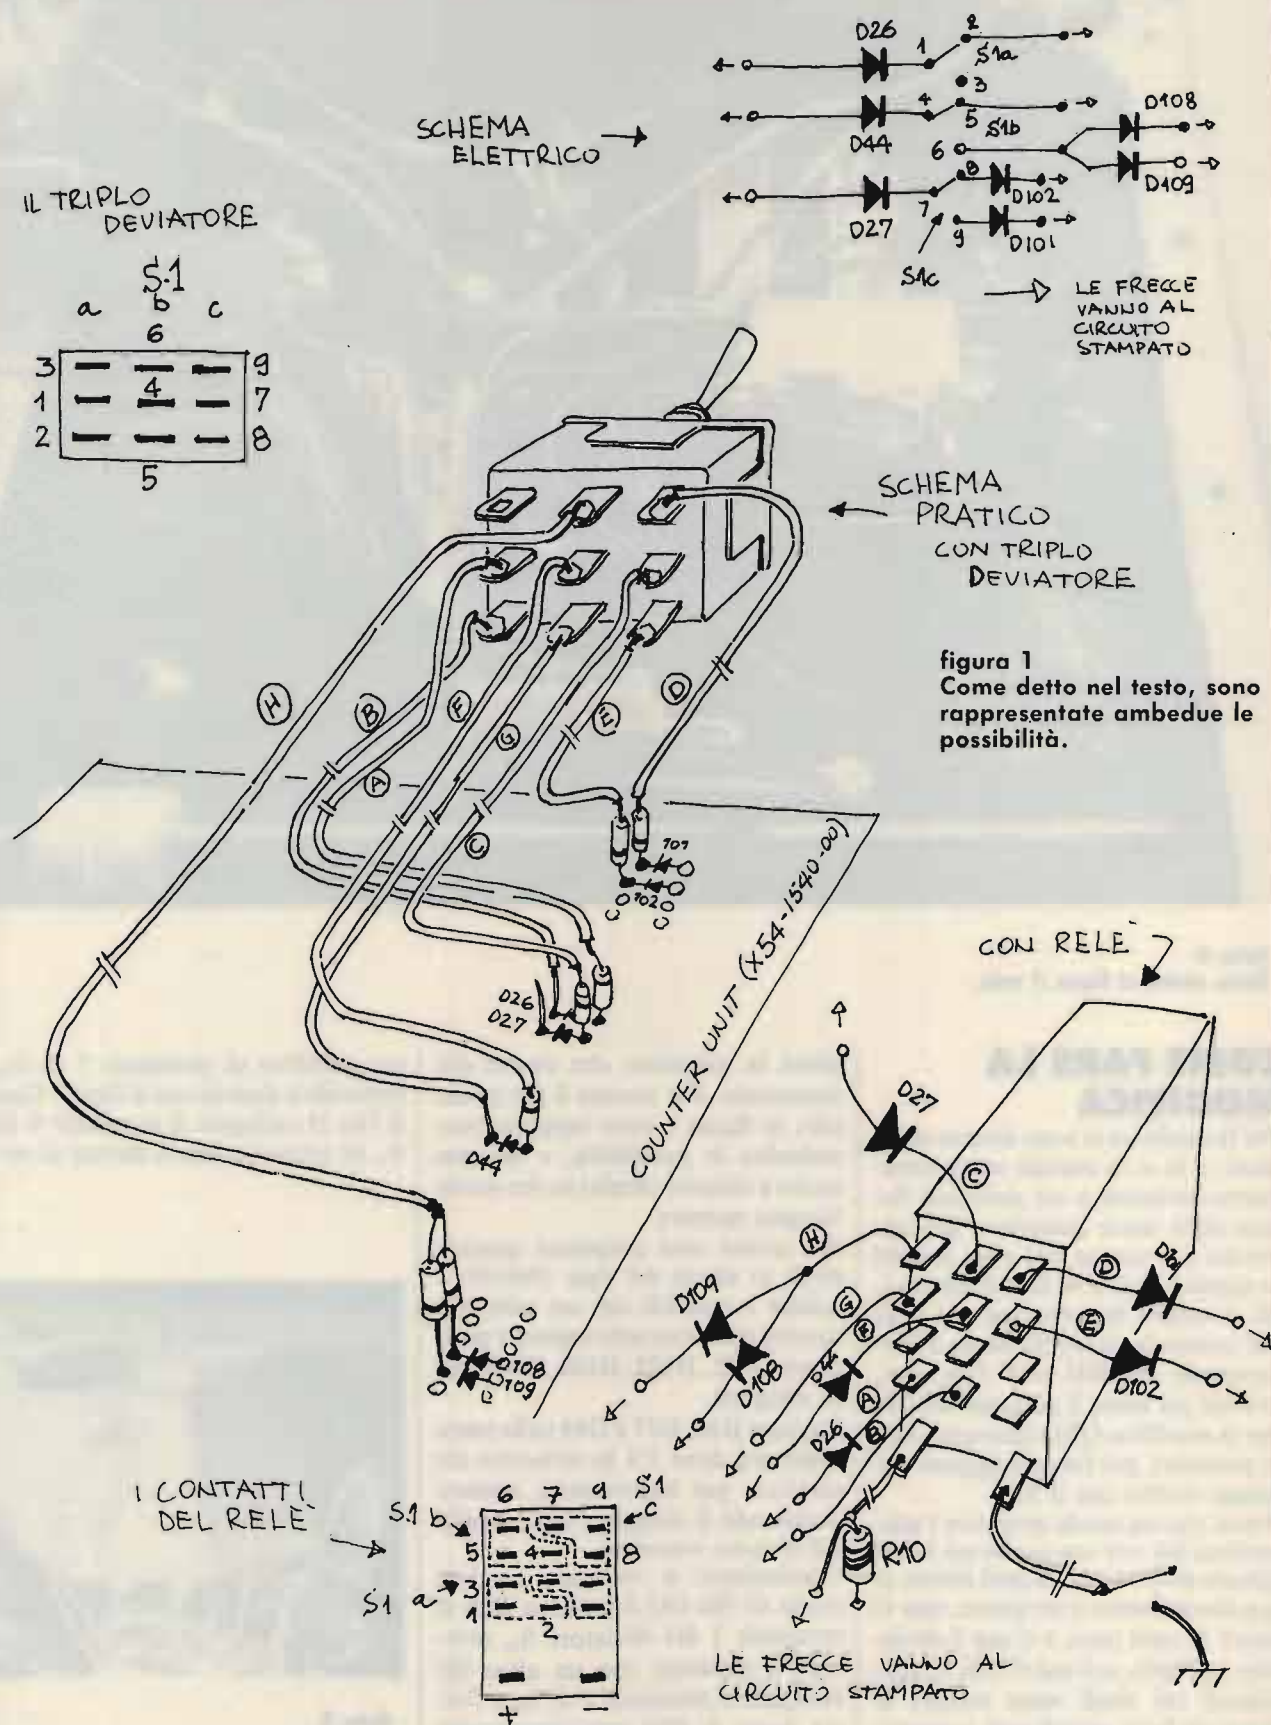 D26
1
2
S1a
3
D44
4
5
S1b
6
D108
D109
D27
7
8
D102
9
D101
S1c
SCHEMA
ELETTRICO
LE FRECCE
VANNO AL
CIRCUITO
STAMPATO
IL TRIPLO
DEVIATORE
S.1
a b c
6
3 9
1 4 7
2 8
5
SCHEMA
PRATICO
CON TRIPLO
DEVIATORE
figura 1
Come detto nel testo, sono
rappresentate ambedue le
possibilità.
H
B
A
F
G
C
E
D
101
102
D26
D27
D44
D108
D109
COUNTER UNIT (X54-1540-00)
CON RELÈ
D27
C
H
D
E
D102
D109
D108
G
F
D44
A
D26
B
R10
LE FRECCE VANNO AL
CIRCUITO STAMPATO
I CONTATTI
DEL RELÈ
6 7 9 S1
S.1 b c
5 4 8
S1 a 3
1 2
+ -